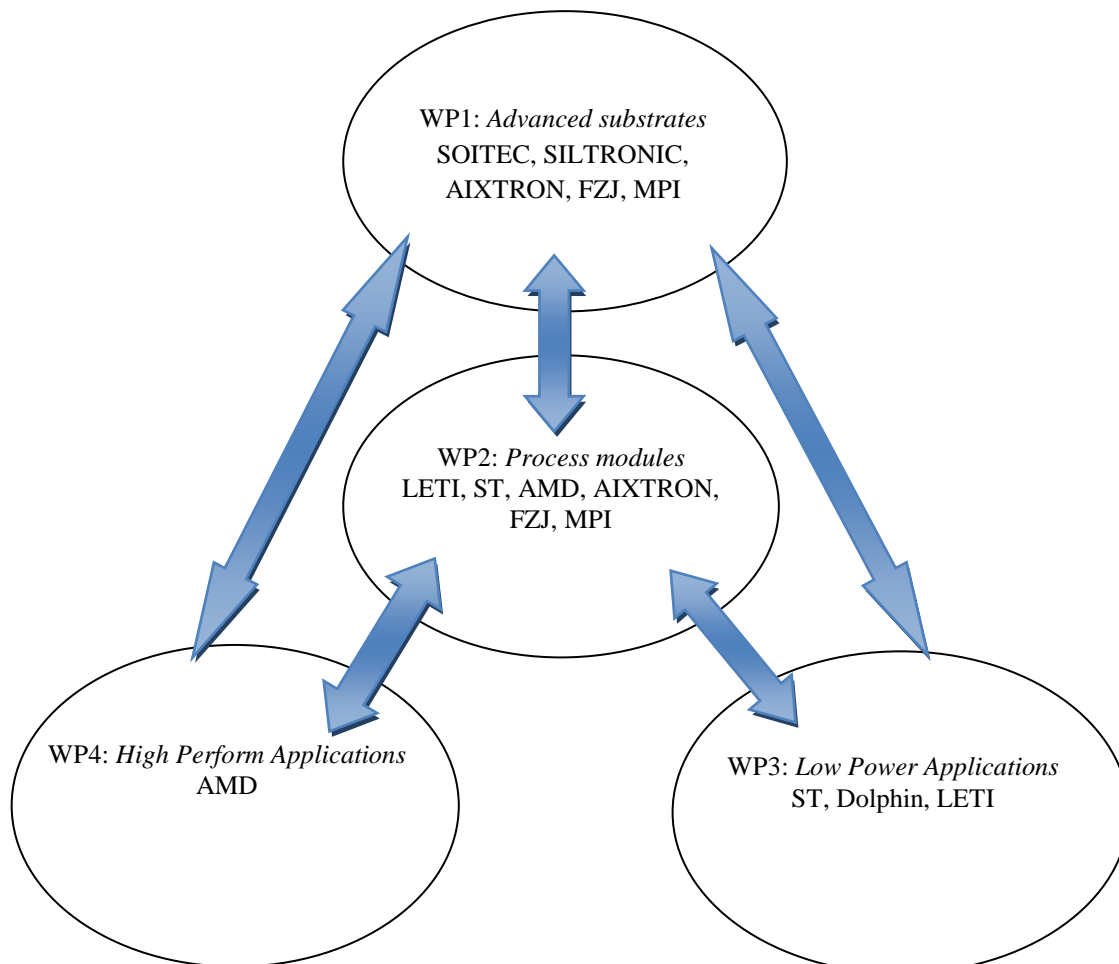 WP1: Advanced substrates
SOITEC, SILTRONIC,
AIXTRON, FZJ, MPI
WP2: Process modules
LETI, ST, AMD, AIXTRON,
FZJ, MPI
WP4: High Perform Applications
AMD
WP3: Low Power Applications
ST, Dolphin, LETI